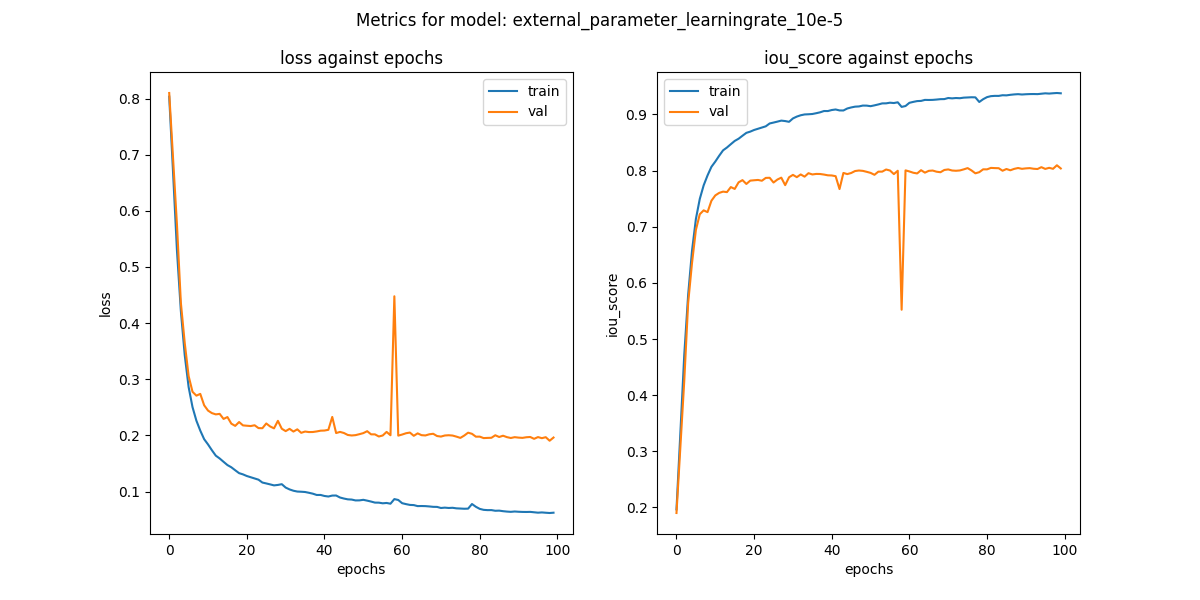 Metrics for model: external_parameter_learningrate_10e-5
loss against epochs
iou_score against epochs
train
val
train
val
loss
0.8
0.7
0.6
0.5
0.4
0.3
0.2
0.1
0
20
40
60
80
100
epochs
iou_score
0.9
0.8
0.7
0.6
0.5
0.4
0.3
0.2
0
20
40
60
80
100
epochs